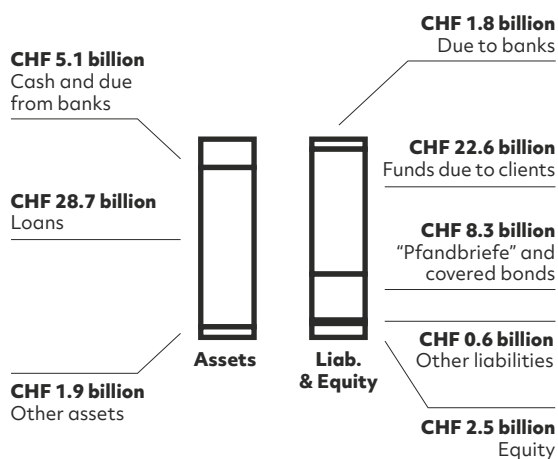 CHF 5.1 billion
Cash and due
from banks
CHF 28.7 billion
Loans
CHF 1.9 billion
Other assets
Assets
Liab.
& Equity
CHF 1.8 billion
Due to banks
CHF 22.6 billion
Funds due to clients
CHF 8.3 billion
“Pfandbriefe” and
covered bonds
CHF 0.6 billion
Other liabilities
CHF 2.5 billion
Equity